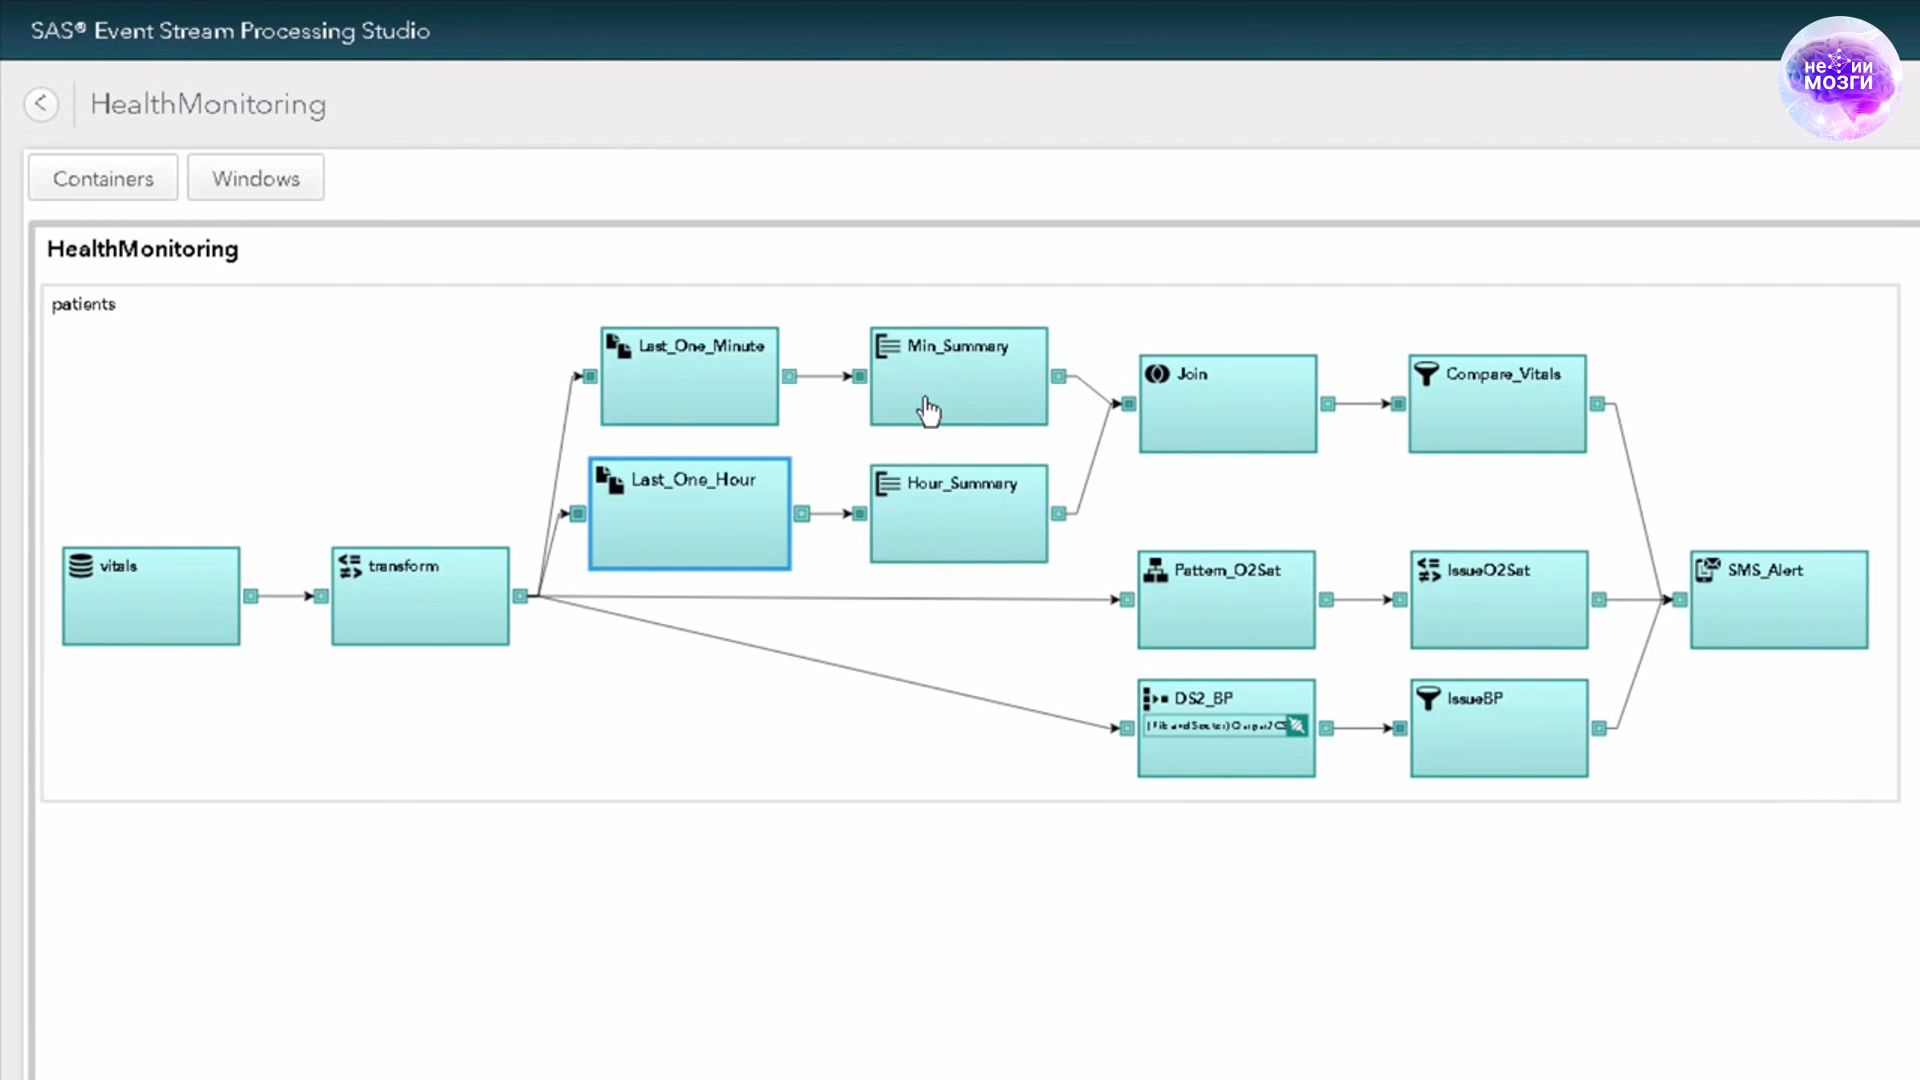 SAS® Event Stream Processing Studio
не ИИ
МОЗГИ
HealthMonitoring
Containers
Windows
HealthMonitoring
patients
Last_One_Minute
Min_Summary
Join
Compare_Vitals
Last_One_Hour
Hour_Summary
vitals
transform
Pattern_O2Sat
IssueO2Sat
SMS_Alert
DS2_BP
IssueBP